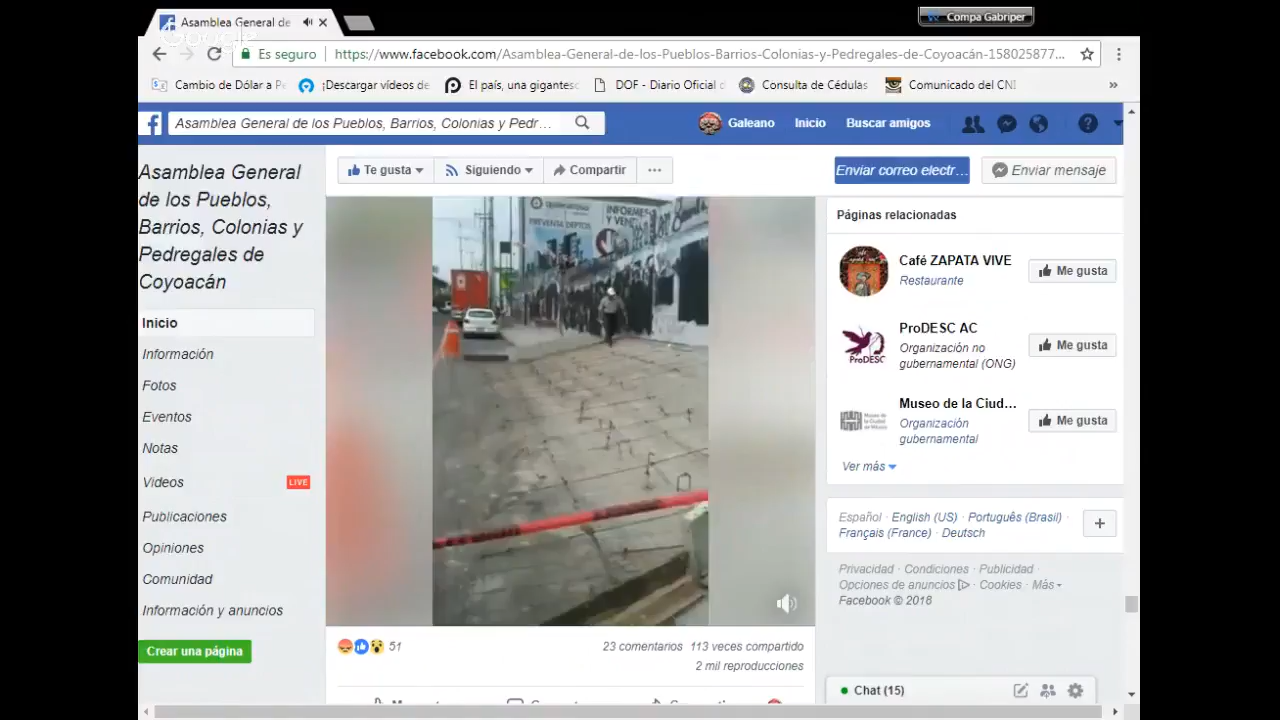 Asamblea General de
Compa Gabriper
Google
Es seguro
https://www.facebook.com/Asamblea-General-de-los-Pueblos-Barrios-Colonias-y-Pedregales-de-Coyoacán-158025877...
Cambio de Dólar a Pe
¡Descargar vídeos de
El país, una gigantesc
DOF - Diario Oficial d
Consulta de Cédulas
Comunicado del CNI
»
Asamblea General de los Pueblos, Barrios, Colonias y Pedr...
Galeano
Inicio
Buscar amigos
Asamblea General
de los Pueblos,
Barrios, Colonias y
Pedregales de
Coyoacán
Te gusta
Siguiendo
Compartir
...
Enviar correo electr...
Enviar mensaje
Inicio
Información
Fotos
Eventos
Notas
Videos
LIVE
Publicaciones
Opiniones
Comunidad
Información y anuncios
Crear una página
INFORMES
Y VENTA
PREVENTA DEPTOS
51
23 comentarios 113 veces compartido
2 mil reproducciones
Páginas relacionadas
Café ZAPATA VIVE
Restaurante
Me gusta
ProDESC AC
Organización no
gubernamental (ONG)
Me gusta
ProDESC
Museo de la Ciud...
Organización
gubernamental
Me gusta
Ver más
Español · English (US) · Português (Brasil) ·
Français (France) · Deutsch
+
Privacidad · Condiciones · Publicidad ·
Opciones de anuncios · Cookies · Más
Facebook © 2018
Chat (15)